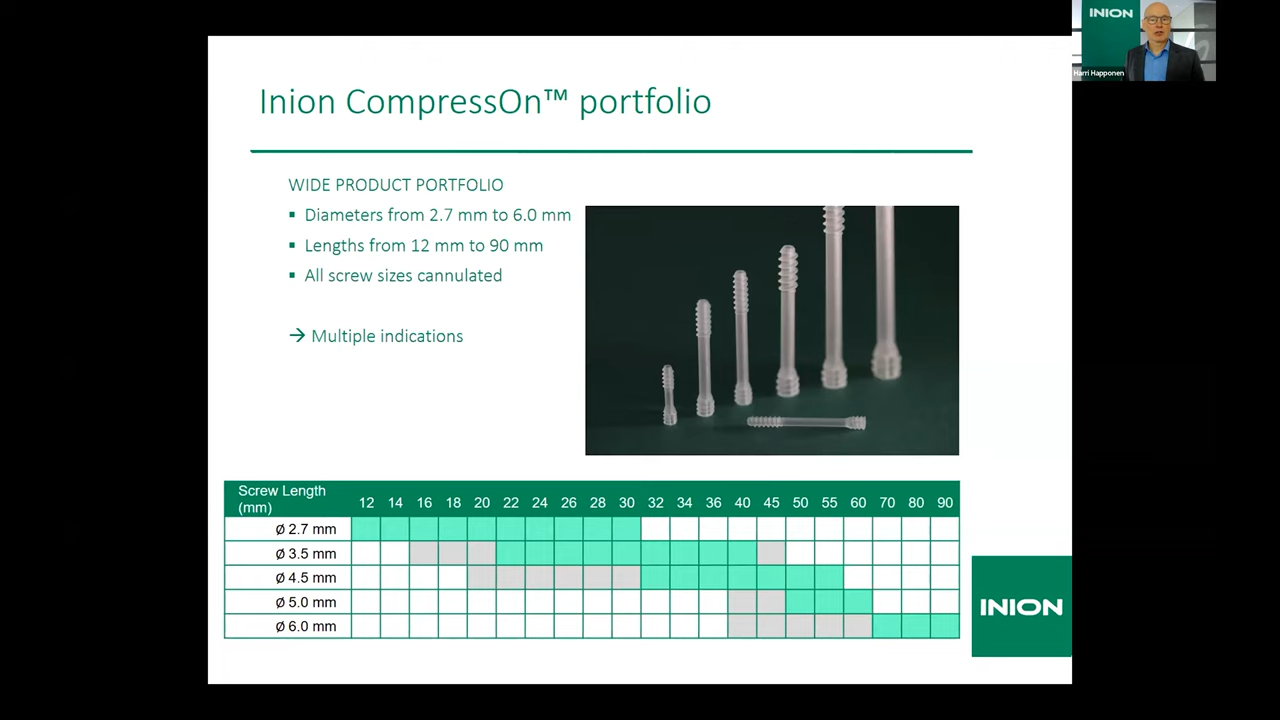 INION
Harri Happonen
Inion CompressOn™ portfolio
WIDE PRODUCT PORTFOLIO
▪ Diameters from 2.7 mm to 6.0 mm
▪ Lengths from 12 mm to 90 mm
▪ All screw sizes cannulated
→ Multiple indications
Screw Length (mm) 12 14 16 18 20 22 24 26 28 30 32 34 36 40 45 50 55 60 70 80 90
Ø 2.7 mm
Ø 3.5 mm
Ø 4.5 mm
Ø 5.0 mm
Ø 6.0 mm
INION